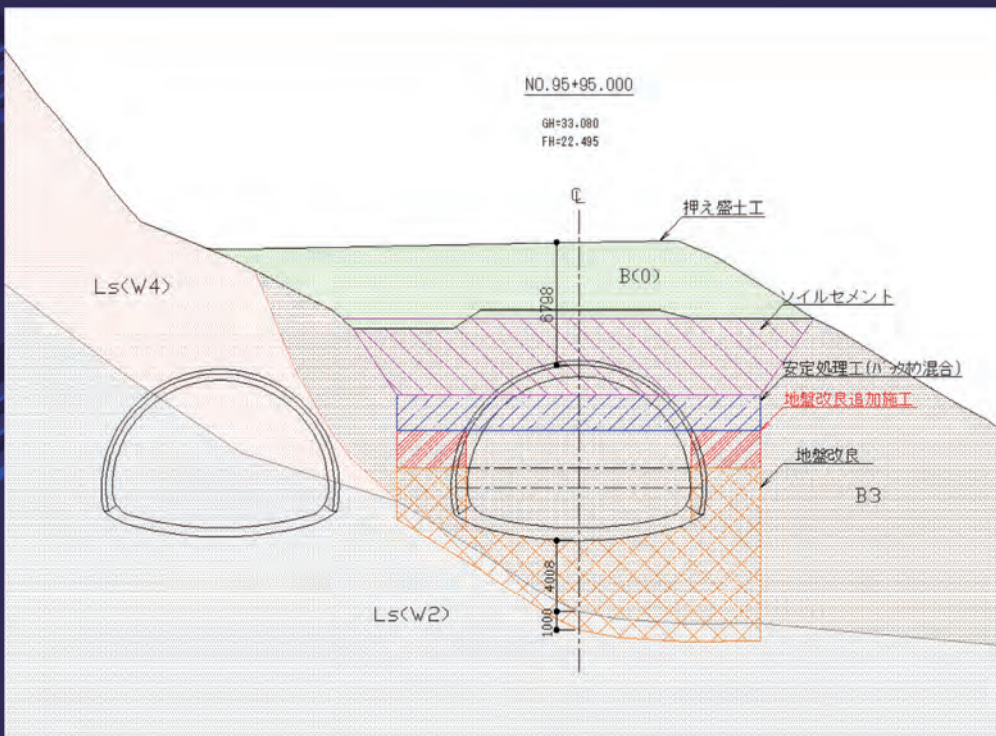 NO.95+95.000
GH=33.080
FH=22.495
℄
押え盛土工
Ls(W4)
B(0)
6798
ソイルセメント
安定処理工(バックホウ混合)
地盤改良追加施工
地盤改良
B3
4008
1000
Ls(W2)